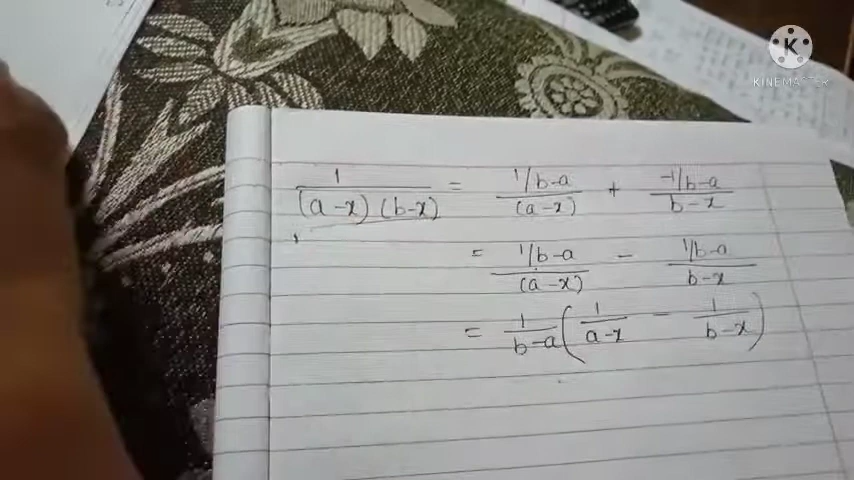 KINEMASTER
1/(a-x)(b-x) = (1/b-a)/(a-x) + (-1/b-a)/b-x
= (1/b-a)/(a-x) - (1/b-a)/b-x
= 1/b-a (1/a-x - 1/b-x)